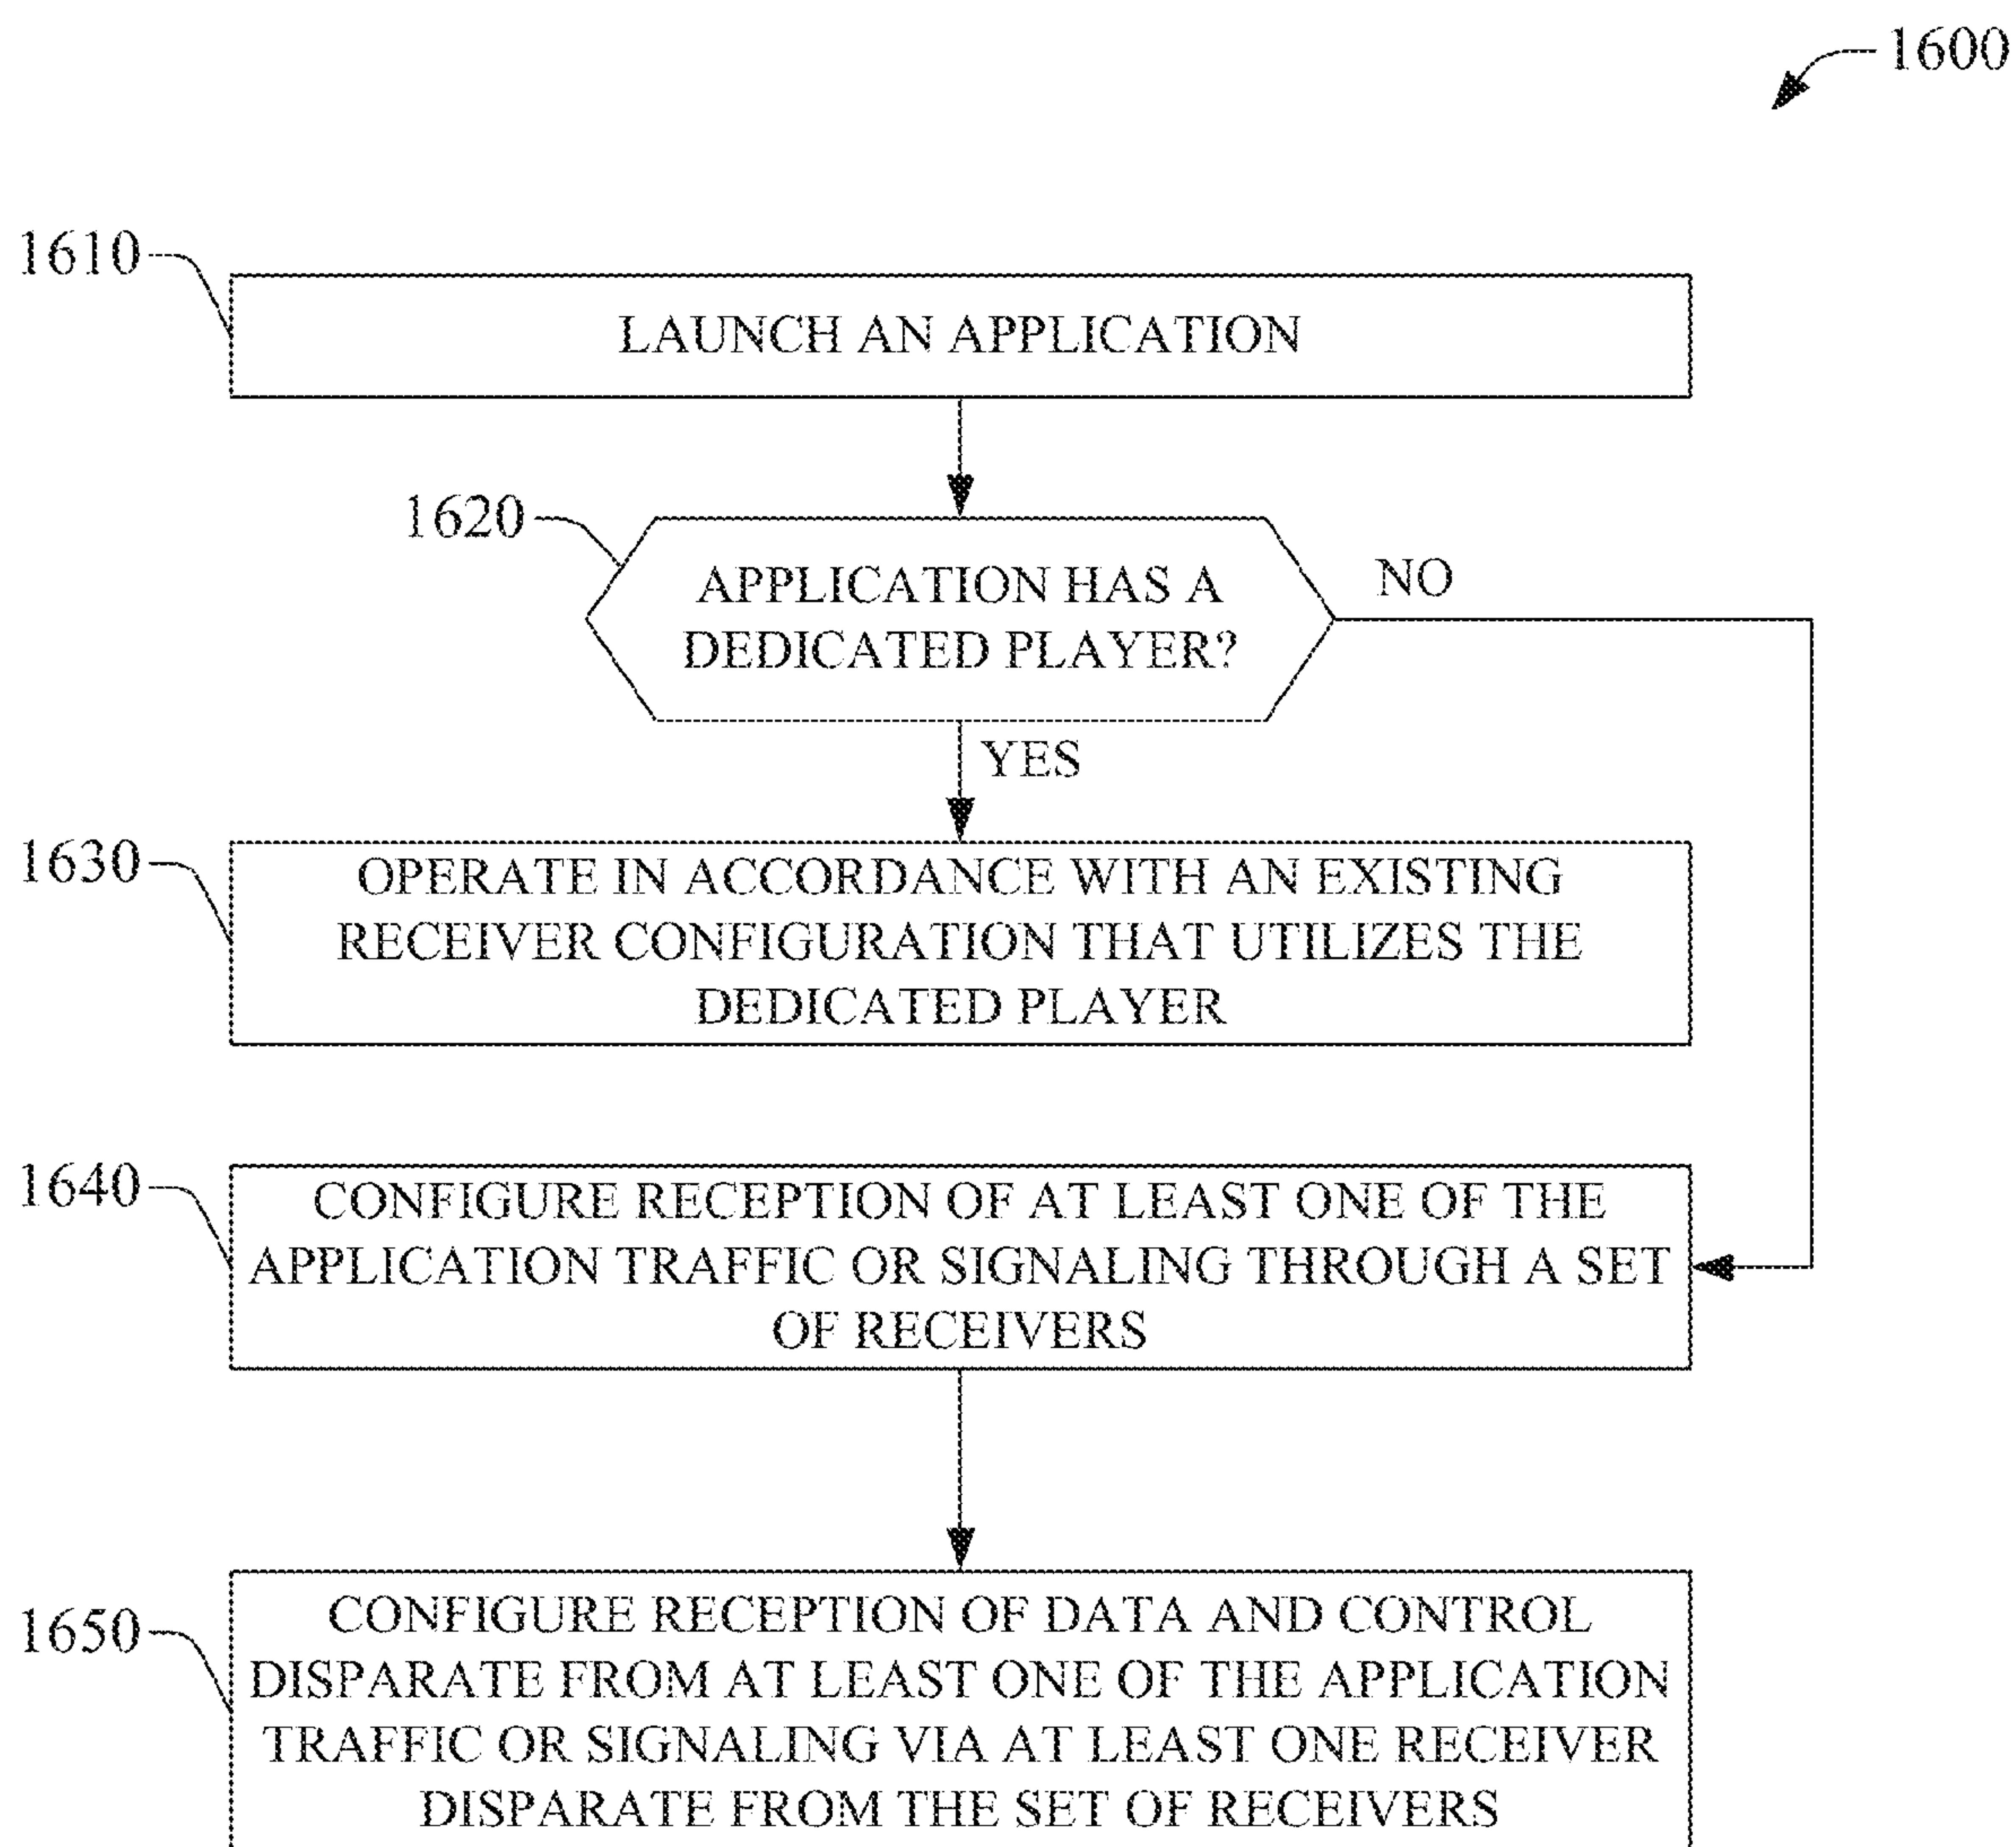 1600
1610
LAUNCH AN APPLICATION
1620
APPLICATION HAS A
DEDICATED PLAYER?
NO
YES
1630
OPERATE IN ACCORDANCE WITH AN EXISTING
RECEIVER CONFIGURATION THAT UTILIZES THE
DEDICATED PLAYER
1640
CONFIGURE RECEPTION OF AT LEAST ONE OF THE
APPLICATION TRAFFIC OR SIGNALING THROUGH A SET
OF RECEIVERS
1650
CONFIGURE RECEPTION OF DATA AND CONTROL
DISPARATE FROM AT LEAST ONE OF THE APPLICATION
TRAFFIC OR SIGNALING VIA AT LEAST ONE RECEIVER
DISPARATE FROM THE SET OF RECEIVERS